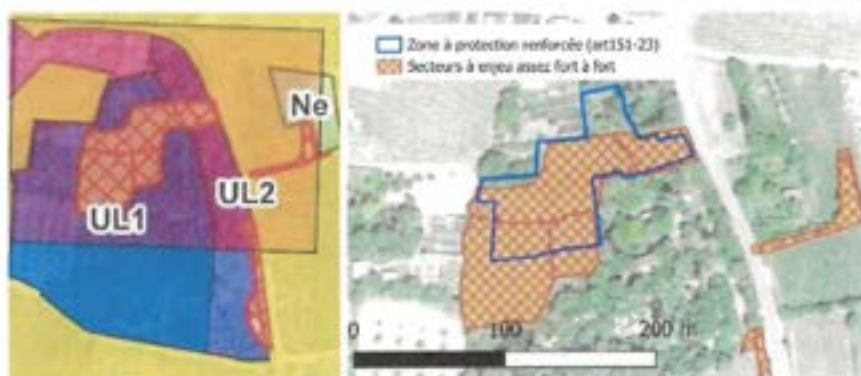 Ne
UL2
UL1
Zone à protection renforcée (art151-23)
Secteurs à enjeu assez fort à fort
0 100 200 m